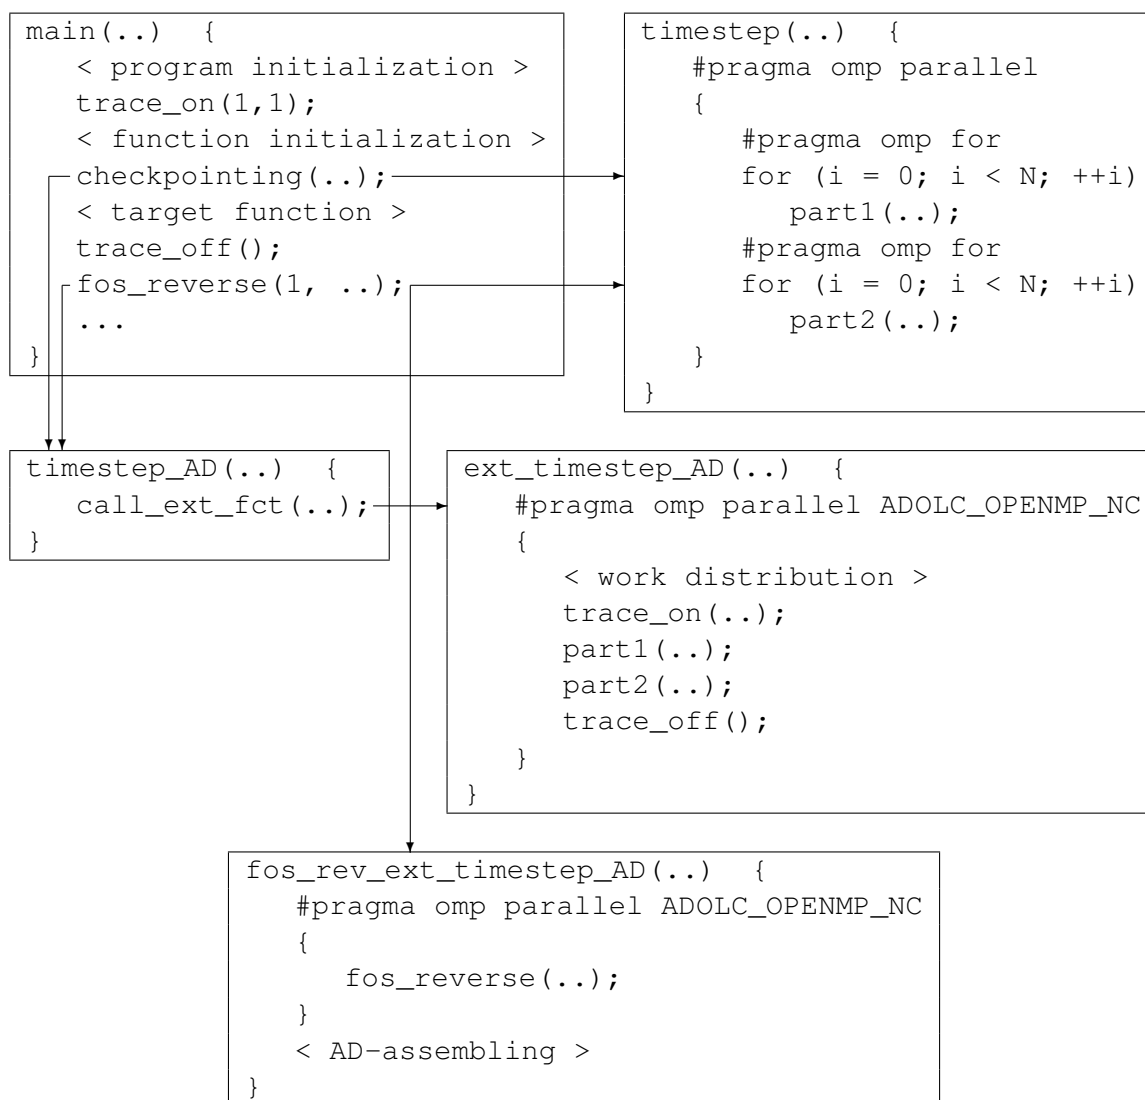 main(..) {
< program initialization >
trace_on(1,1);
< function initialization >
checkpointing(..);
< target function >
trace_off();
fos_reverse(1, ..);
...
}
timestep(..) {
#pragma omp parallel
{
#pragma omp for
for (i = 0; i < N; ++i)
part1(..);
#pragma omp for
for (i = 0; i < N; ++i)
part2(..);
}
}
timestep_AD(..) {
call_ext_fct(..);
}
ext_timestep_AD(..) {
#pragma omp parallel ADOLC_OPENMP_NC
{
< work distribution >
trace_on(..);
part1(..);
part2(..);
trace_off();
}
}
fos_rev_ext_timestep_AD(..) {
#pragma omp parallel ADOLC_OPENMP_NC
{
fos_reverse(..);
}
< AD-assembling >
}